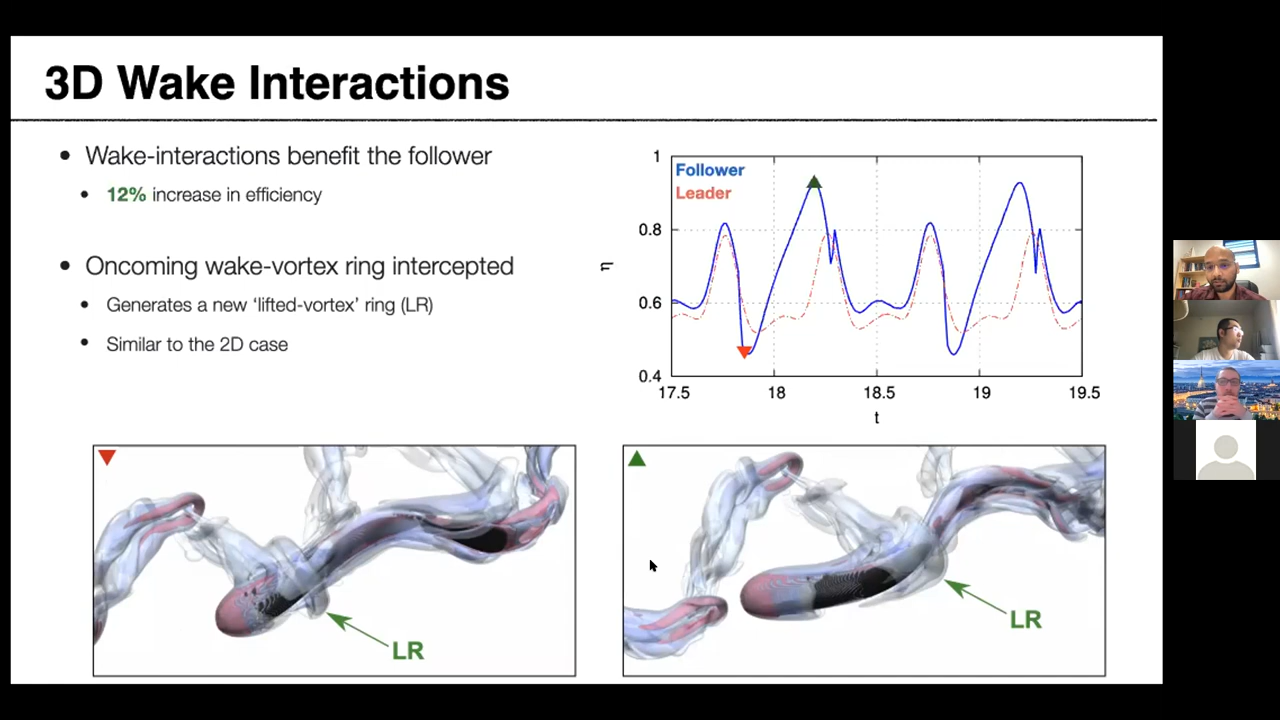 3D Wake Interactions
• Wake-interactions benefit the follower
• 12% increase in efficiency
• Oncoming wake-vortex ring intercepted
• Generates a new ‘lifted-vortex’ ring (LR)
• Similar to the 2D case
Follower
Leader
1
0.8
0.6
0.4
η
17.5 18 18.5 19 19.5
t
LR
LR